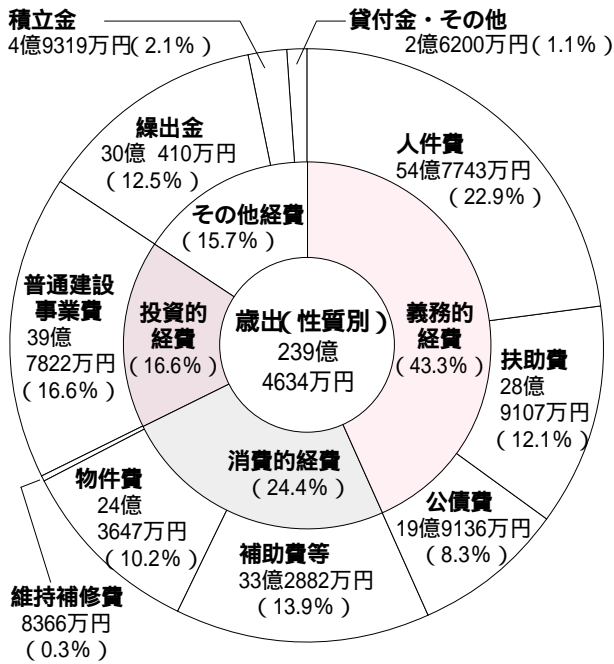 積立金
4億9319万円(2.1%)
貸付金・その他
2億6200万円(1.1%)
繰出金
30億 410万円
(12.5%)
人件費
54億7743万円
(22.9%)
その他経費
(15.7%)
普通建設
事業費
39億
7822万円
(16.6%)
投資的
経費
(16.6%)
歳出(性質別)
239億
4634万円
義務的
経費
(43.3%)
扶助費
28億
9107万円
(12.1%)
消費的経費
(24.4%)
物件費
24億
3647万円
(10.2%)
公債費
19億9136万円
(8.3%)
補助費等
33億2882万円
(13.9%)
維持補修費
8366万円
(0.3%)